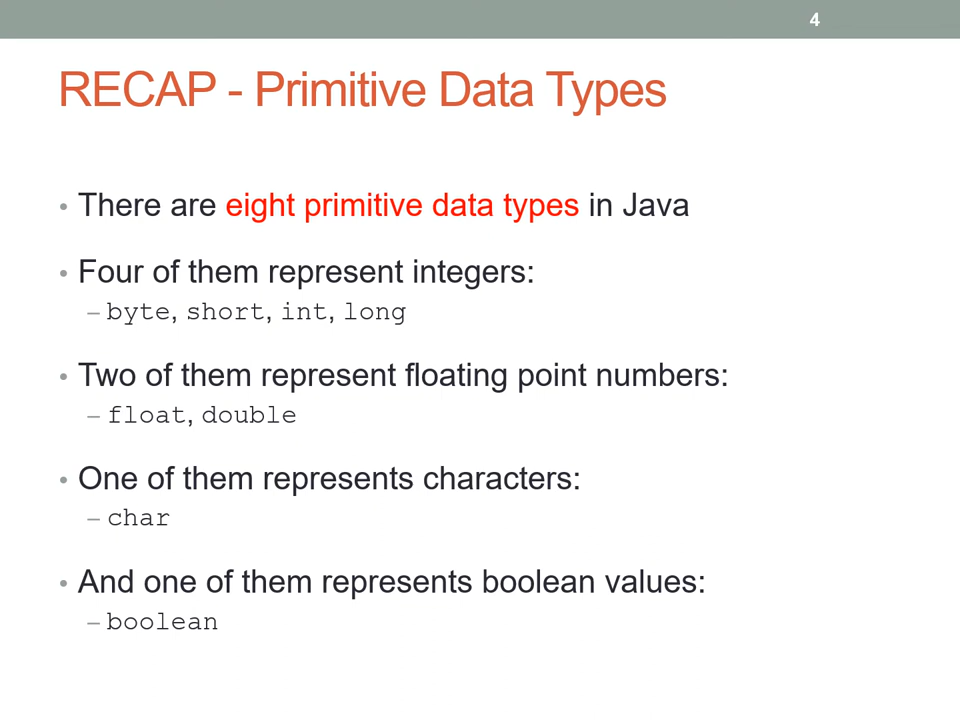 4
RECAP - Primitive Data Types
• There are eight primitive data types in Java
• Four of them represent integers:
– byte, short, int, long
• Two of them represent floating point numbers:
– float, double
• One of them represents characters:
– char
• And one of them represents boolean values:
– boolean